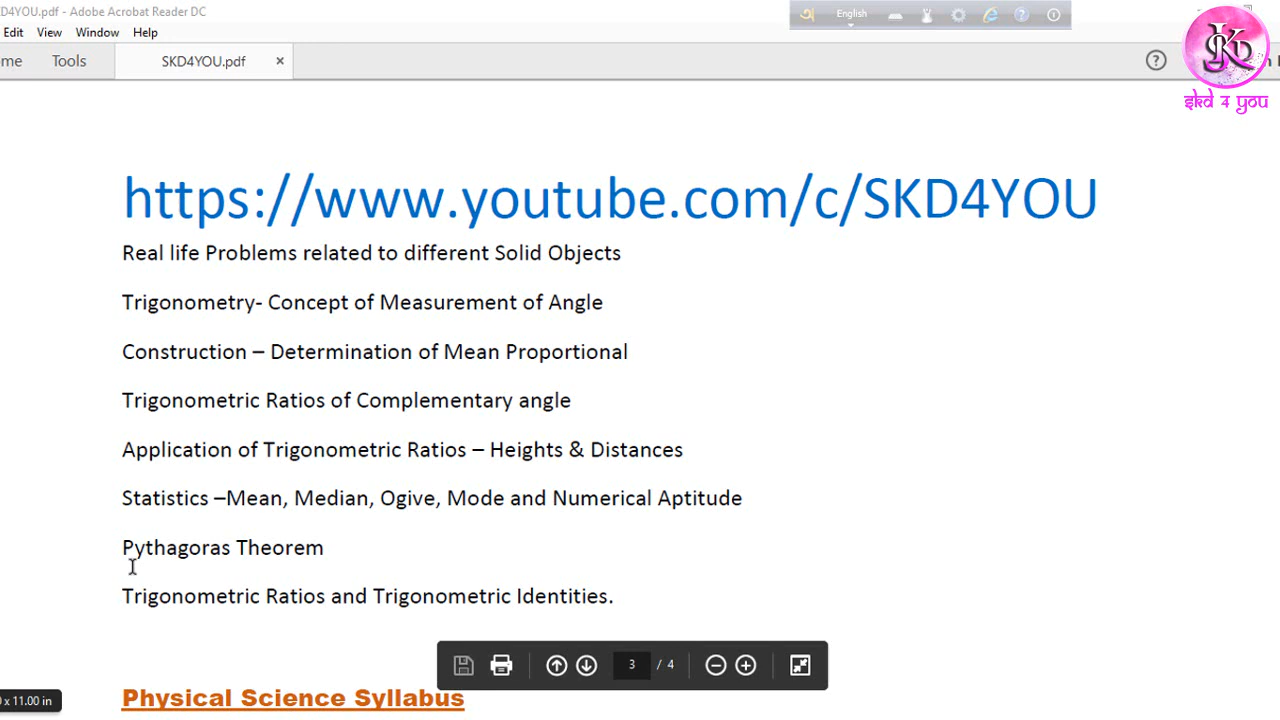 D4YOU.pdf - Adobe Acrobat Reader DC
English
Edit View Window Help
me Tools SKD4YOU.pdf
SKD
skd 4 you
https://www.youtube.com/c/SKD4YOU
Real life Problems related to different Solid Objects
Trigonometry- Concept of Measurement of Angle
Construction – Determination of Mean Proportional
Trigonometric Ratios of Complementary angle
Application of Trigonometric Ratios – Heights & Distances
Statistics –Mean, Median, Ogive, Mode and Numerical Aptitude
Pythagoras Theorem
Trigonometric Ratios and Trigonometric Identities.
3 / 4
Physical Science Syllabus
x 11.00 in